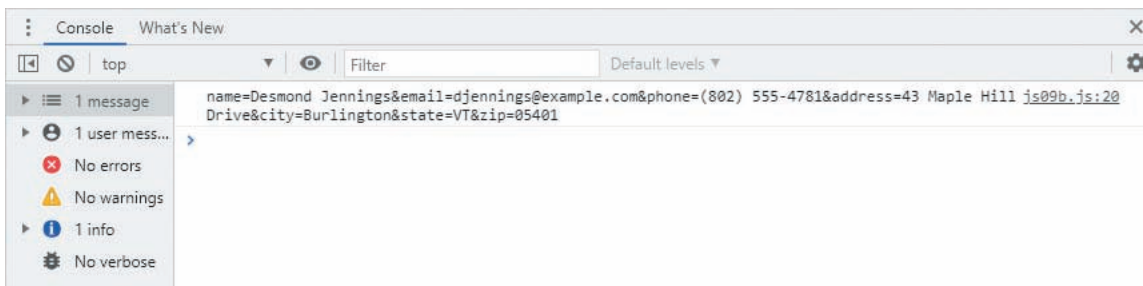 Console What's New
top Filter Default levels
1 message
name=Desmond Jennings&email=djennings@example.com&phone=(802) 555-4781&address=43 Maple Hill js09b.js:20
Drive&city=Burlington&state=VT&zip=05401
1 user mess...
No errors
No warnings
1 info
No verbose